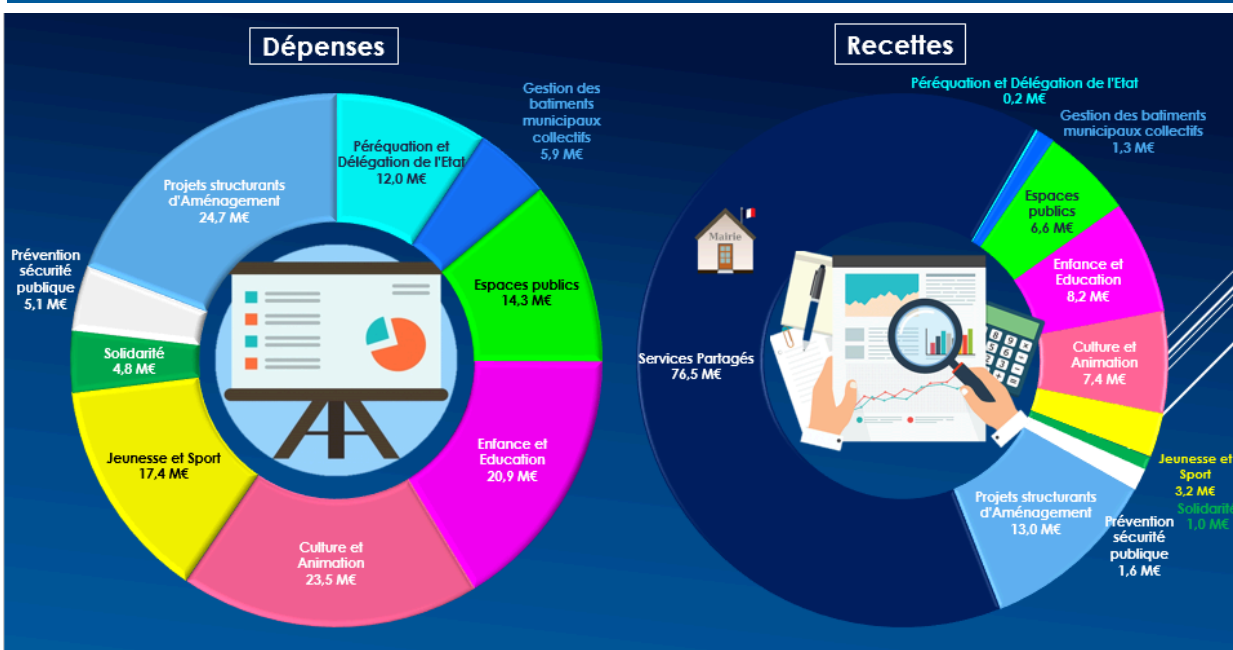 Dépenses
Péréquation et
Délégation de l'Etat
12,0 M€
Gestion des
batiments
municipaux
collectifs
5,9 M€
Espaces publics
14,3 M€
Enfance et
Education
20,9 M€
Culture et
Animation
23,5 M€
Jeunesse et Sport
17,4 M€
Solidarité
4,8 M€
Prévention
sécurité
publique
5,1 M€
Projets structurants
d'Aménagement
24,7 M€
Recettes
Péréquation et Délégation de l'Etat
0,2 M€
Gestion des batiments
municipaux collectifs
1,3 M€
Espaces
publics
6,6 M€
Enfance et
Education
8,2 M€
Culture et
Animation
7,4 M€
Jeunesse et
Sport
3,2 M€
Solidarité
1,0 M€
Prévention
sécurité
publique
1,6 M€
Projets structurants
d'Aménagement
13,0 M€
Services Partagés
76,5 M€
Mairie